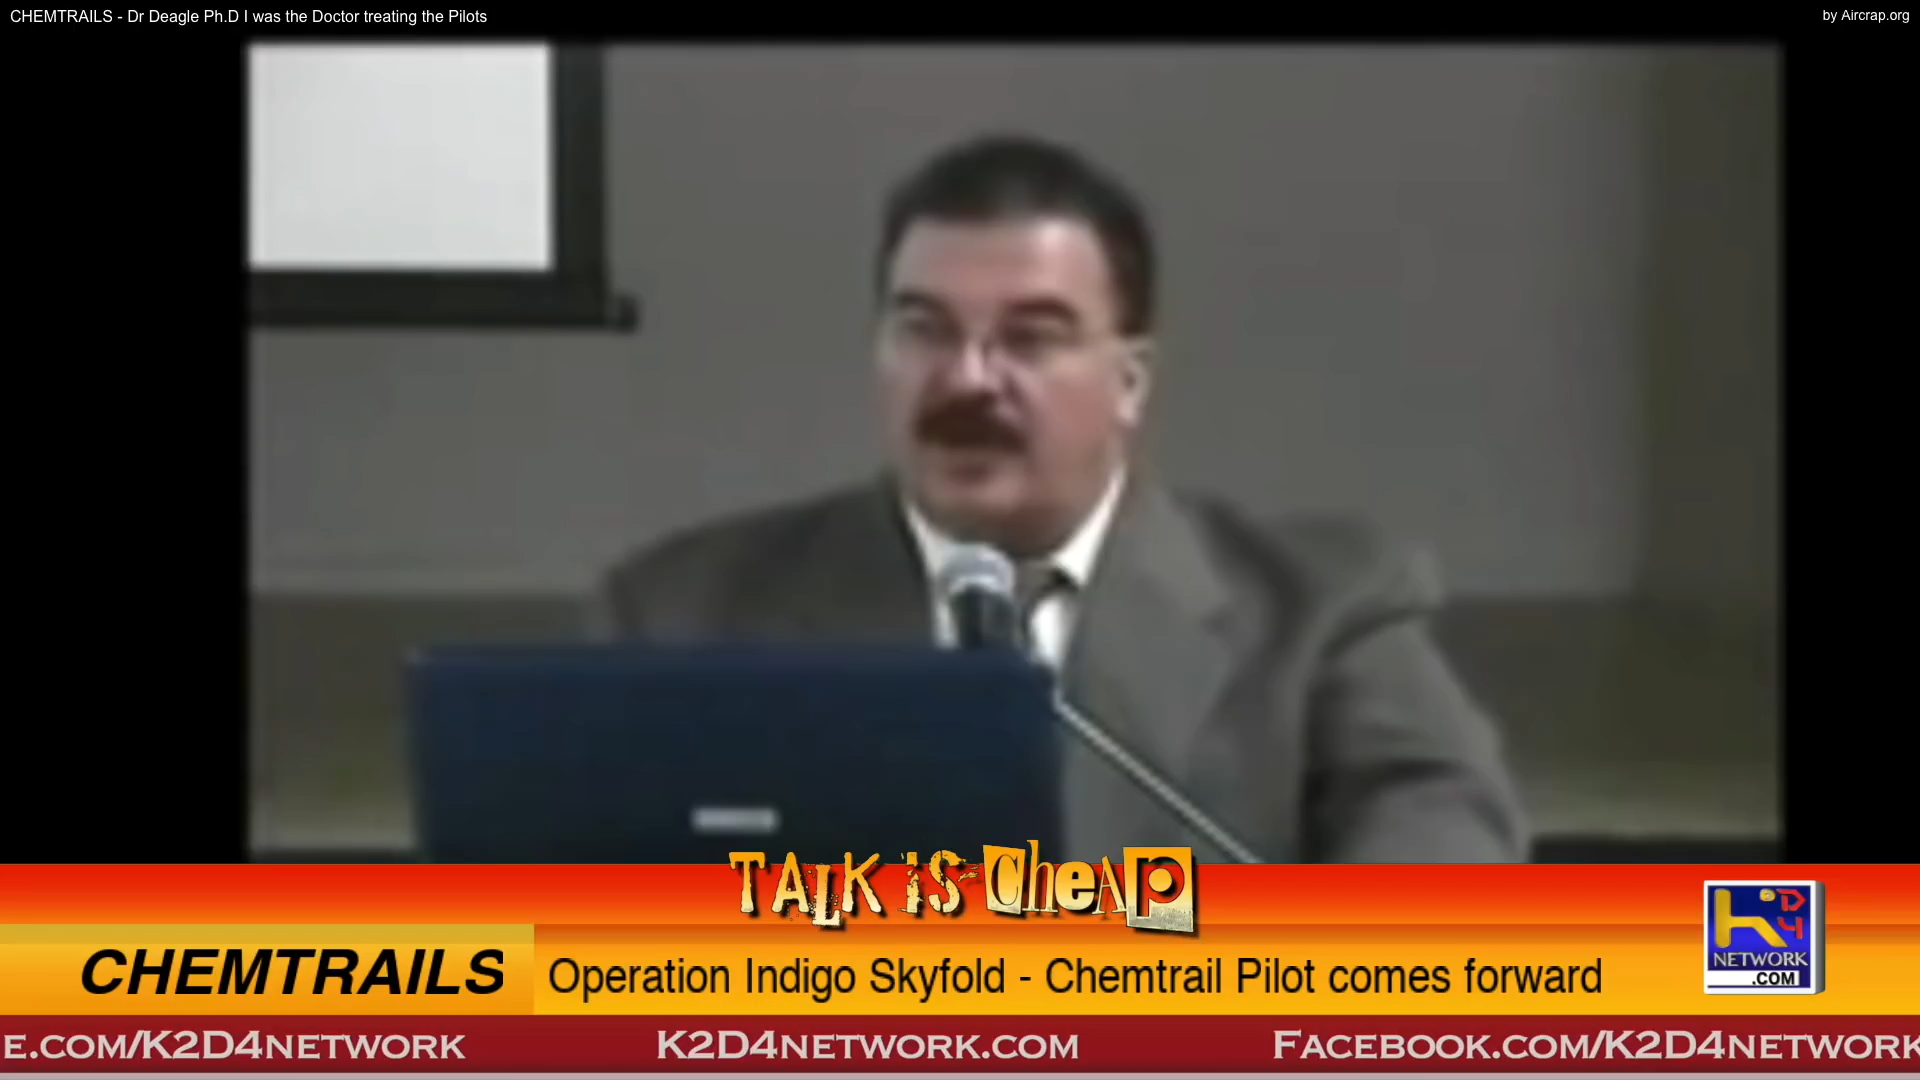 CHEMTRAILS - Dr Deagle Ph.D I was the Doctor treating the Pilots
by Aircrap.org
TALK iS CheAp
K2D4
NETWORK
.COM
CHEMTRAILS
Operation Indigo Skyfold - Chemtrail Pilot comes forward
E.COM/K2D4NETWORK K2D4NETWORK.COM FACEBOOK.COM/K2D4NETWORK